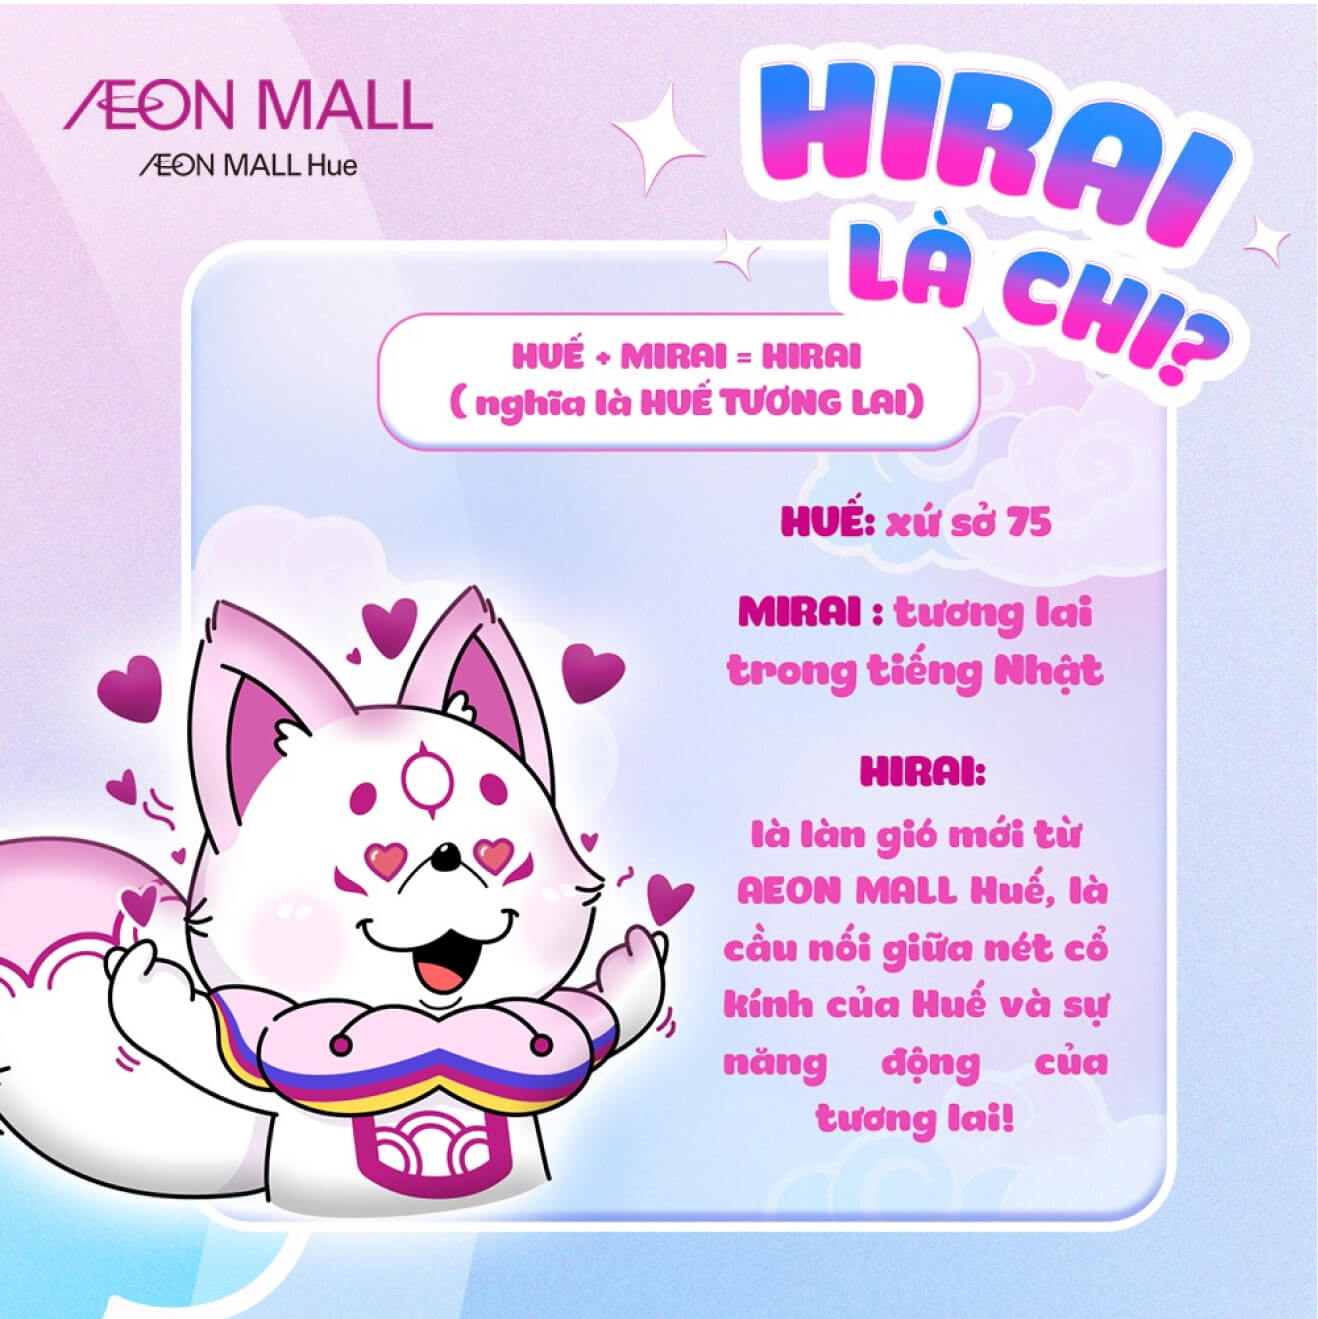 ÆON MALL
ÆON MALL Hue
HIRAI
LÀ CHI?
HUẾ + MIRAI = HIRAI
( nghĩa là HUẾ TƯƠNG LAI)
HUẾ: xứ sở 75
MIRAI : tương lai
trong tiếng Nhật
HIRAI:
là làn gió mới từ
AEON MALL Huế, là
cầu nối giữa nét cổ
kính của Huế và sự
năng động của
tương lai!